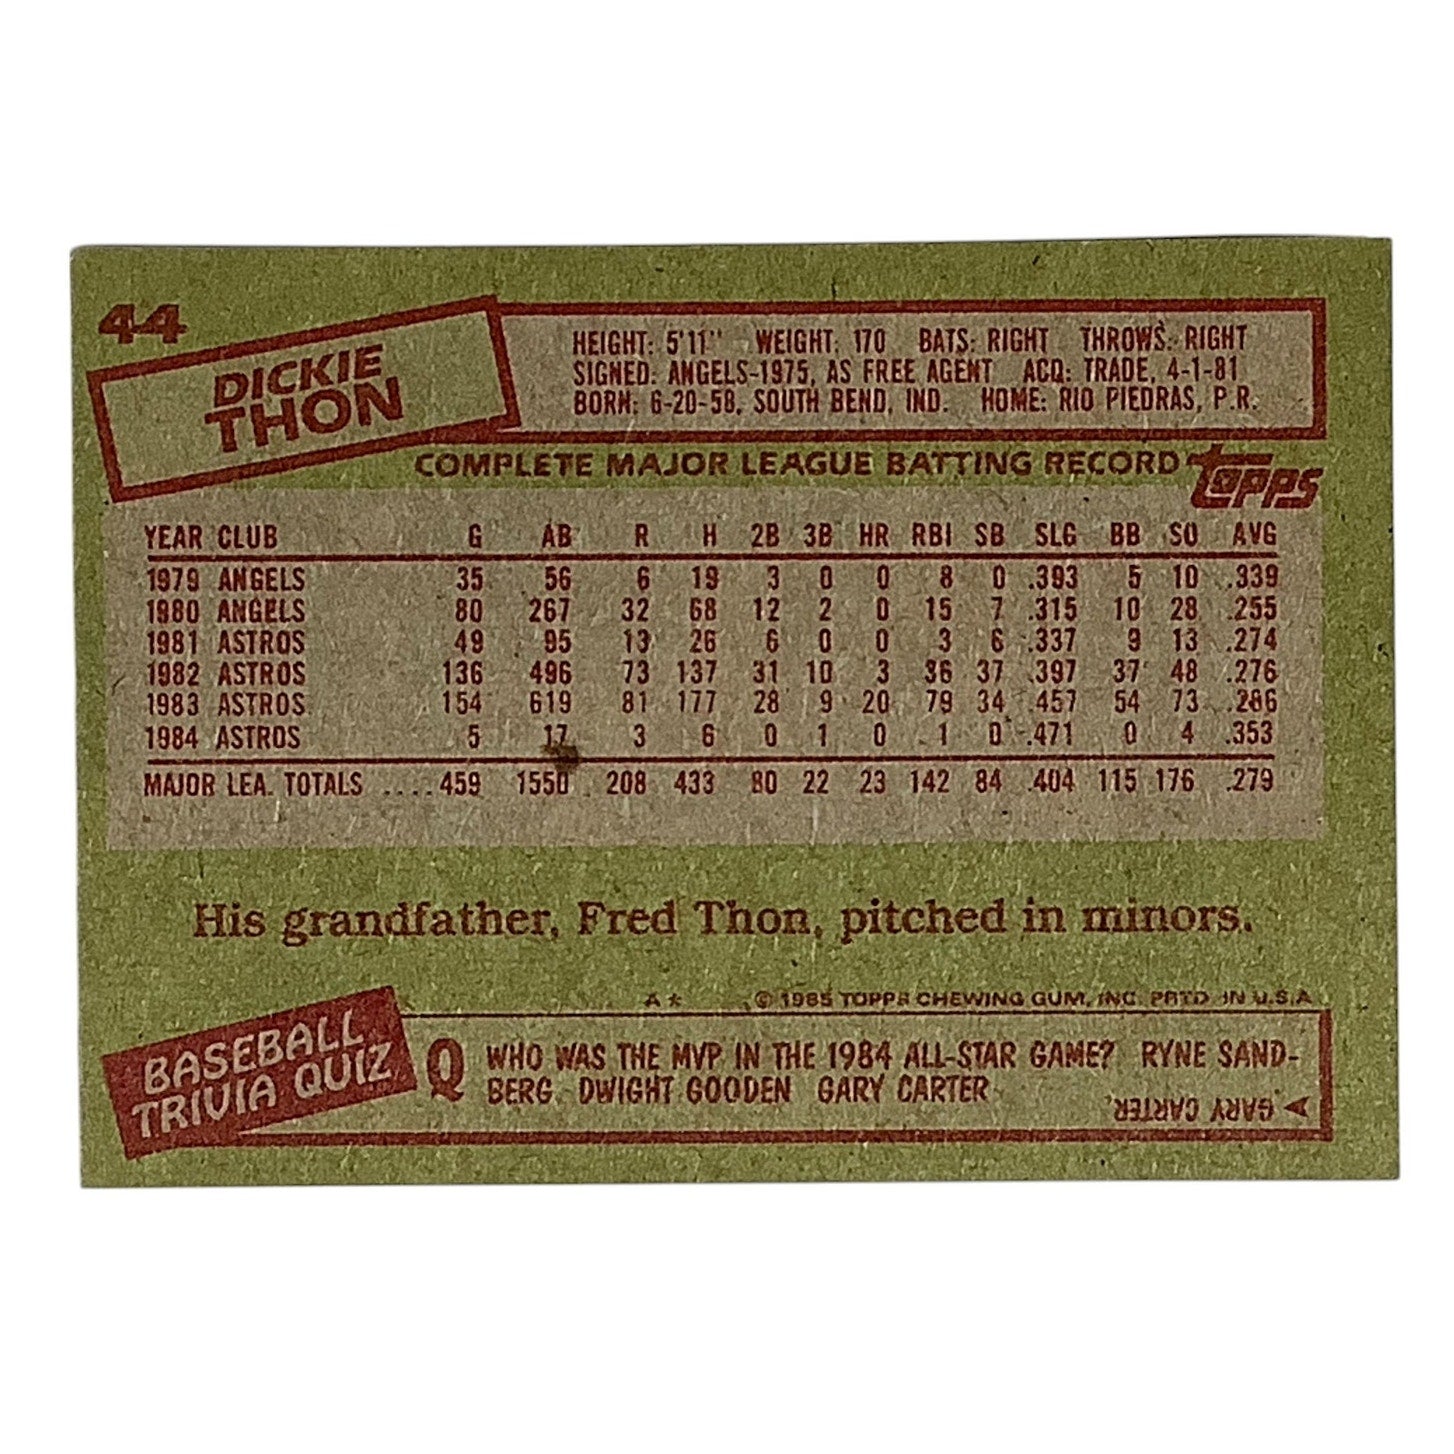 44
DICKIE
THON
HEIGHT: 5'11" WEIGHT: 170 BATS: RIGHT THROWS: RIGHT
SIGNED: ANGELS-1975, AS FREE AGENT ACQ: TRADE, 4-1-81
BORN: 6-20-58, SOUTH BEND, IND. HOME: RIO PIEDRAS, P.R.
COMPLETE MAJOR LEAGUE BATTING RECORD topps
YEAR CLUB G AB R H 2B 3B HR RBI SB SLG BB SO AVG
1979 ANGELS 35 56 6 19 3 0 0 8 0 .393 5 10 .339
1980 ANGELS 80 267 32 68 12 2 0 15 7 .315 10 28 .255
1981 ASTROS 49 95 13 26 6 0 0 3 6 .337 9 13 .274
1982 ASTROS 136 496 73 137 31 10 3 36 37 .397 37 48 .276
1983 ASTROS 154 619 81 177 28 9 20 79 34 .457 54 73 .286
1984 ASTROS 5 17 3 6 0 1 0 1 0 .471 0 4 .353
MAJOR LEA. TOTALS ....459 1550 208 433 80 22 23 142 84 .404 115 176 .279
His grandfather, Fred Thon, pitched in minors.
A* © 1985 TOPPS CHEWING GUM, INC. PRTD. IN U.S.A.
BASEBALL
TRIVIA QUIZ
Q WHO WAS THE MVP IN THE 1984 ALL-STAR GAME? RYNE SAND-
BERG, DWIGHT GOODEN GARY CARTER
GARY CARTER.